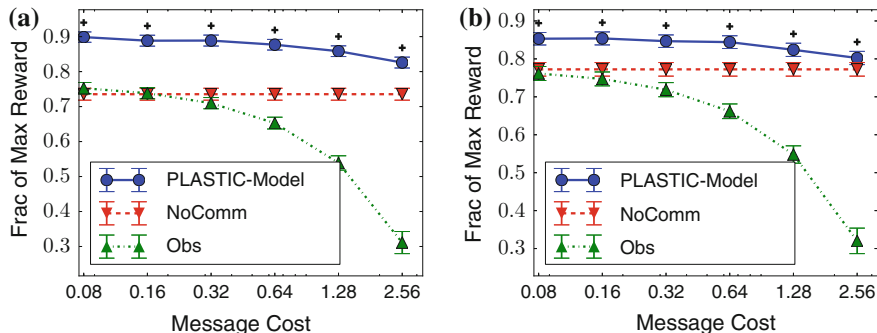 (a)
Frac of Max Reward
0.9
0.8
0.7
0.6
0.5
0.4
0.3
+ + + + + +
PLASTIC-Model
NoComm
Obs
0.08 0.16 0.32 0.64 1.28 2.56
Message Cost
(b)
Frac of Max Reward
0.9
0.8
0.7
0.6
0.5
0.4
0.3
+ + + + + +
PLASTIC-Model
NoComm
Obs
0.08 0.16 0.32 0.64 1.28 2.56
Message Cost